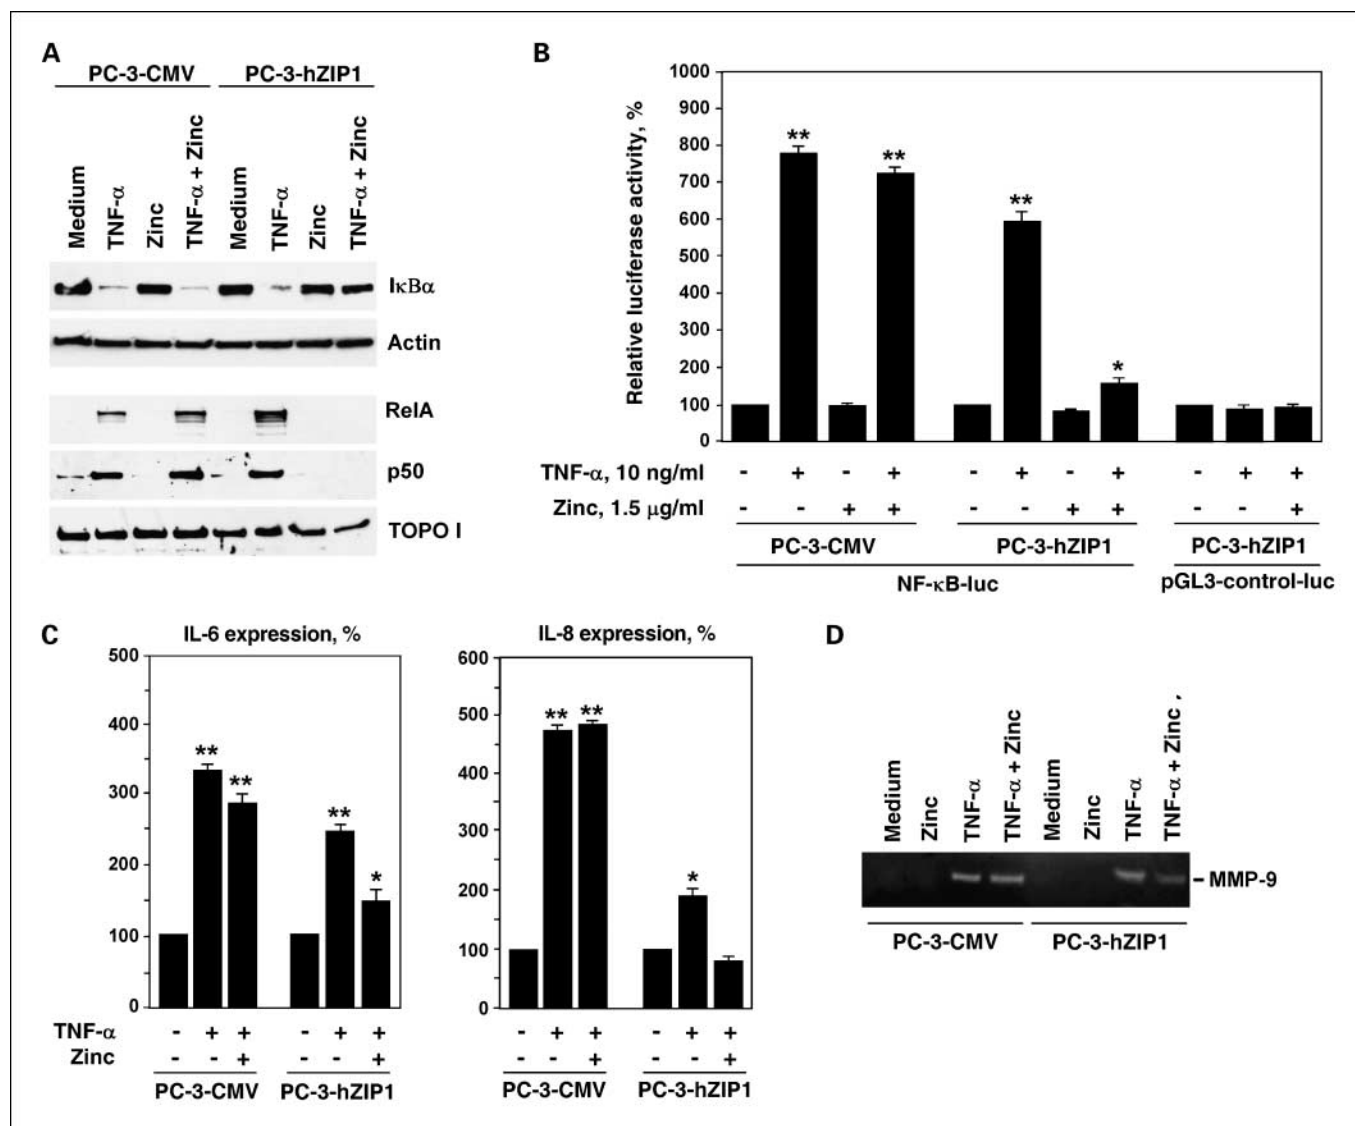 A
PC-3-CMV PC-3-hZIP1
Medium
TNF-α
Zinc
TNF-α + Zinc
Medium
TNF-α
Zinc
TNF-α + Zinc
IκBα
Actin
RelA
p50
TOPO I
B
Relative luciferase activity, %
1000
900
800
700
600
500
400
300
200
100
0
** ** ** *
TNF-α, 10 ng/ml - + - + - + - + - + +
Zinc, 1.5 μg/ml - - + + - - + + - - +
PC-3-CMV PC-3-hZIP1 PC-3-hZIP1
NF-κB-luc pGL3-control-luc
C
IL-6 expression, %
500
400
300
200
100
0
** ** ** *
IL-8 expression, %
600
500
400
300
200
100
0
** ** *
TNF-α - + + - + + - + + - + +
Zinc - - + - - + - - + - - +
PC-3-CMV PC-3-hZIP1 PC-3-CMV PC-3-hZIP1
D
Medium
Zinc
TNF-α
TNF-α + Zinc
Medium
Zinc
TNF-α
TNF-α + Zinc
MMP-9
PC-3-CMV PC-3-hZIP1